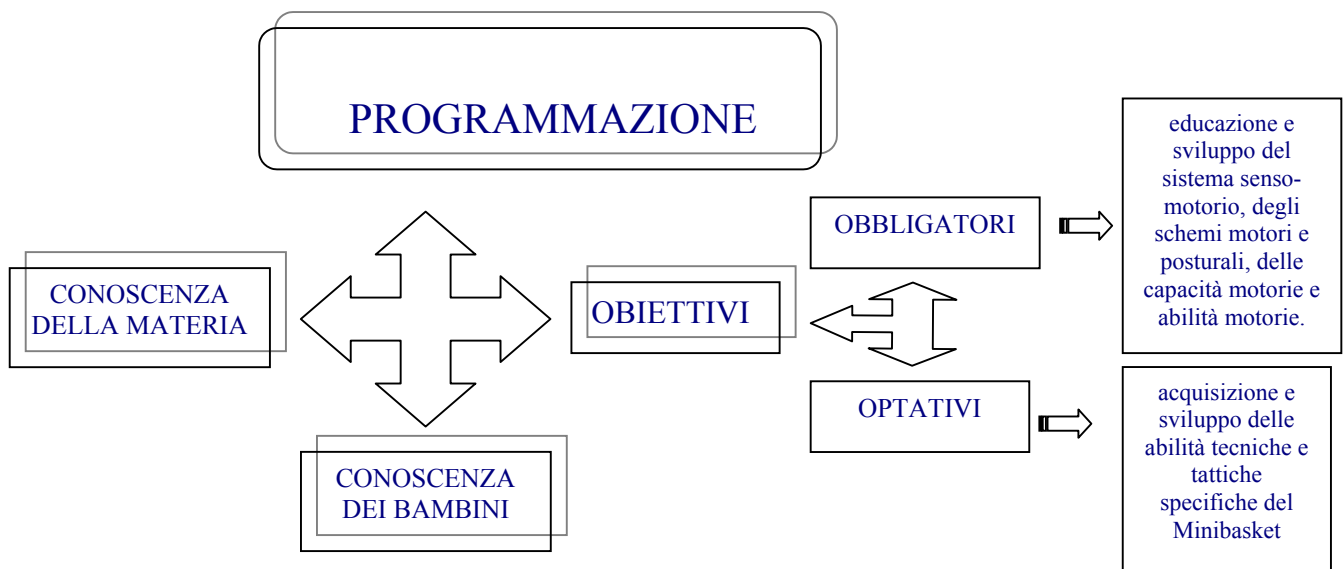 PROGRAMMAZIONE
CONOSCENZA
DELLA MATERIA
CONOSCENZA
DEI BAMBINI
OBIETTIVI
OBBLIGATORI
educazione e
sviluppo del
sistema senso-
motorio, degli
schemi motori e
posturali, delle
capacità motorie e
abilità motorie.
OPTATIVI
acquisizione e
sviluppo delle
abilità tecniche e
tattiche
specifiche del
Minibasket